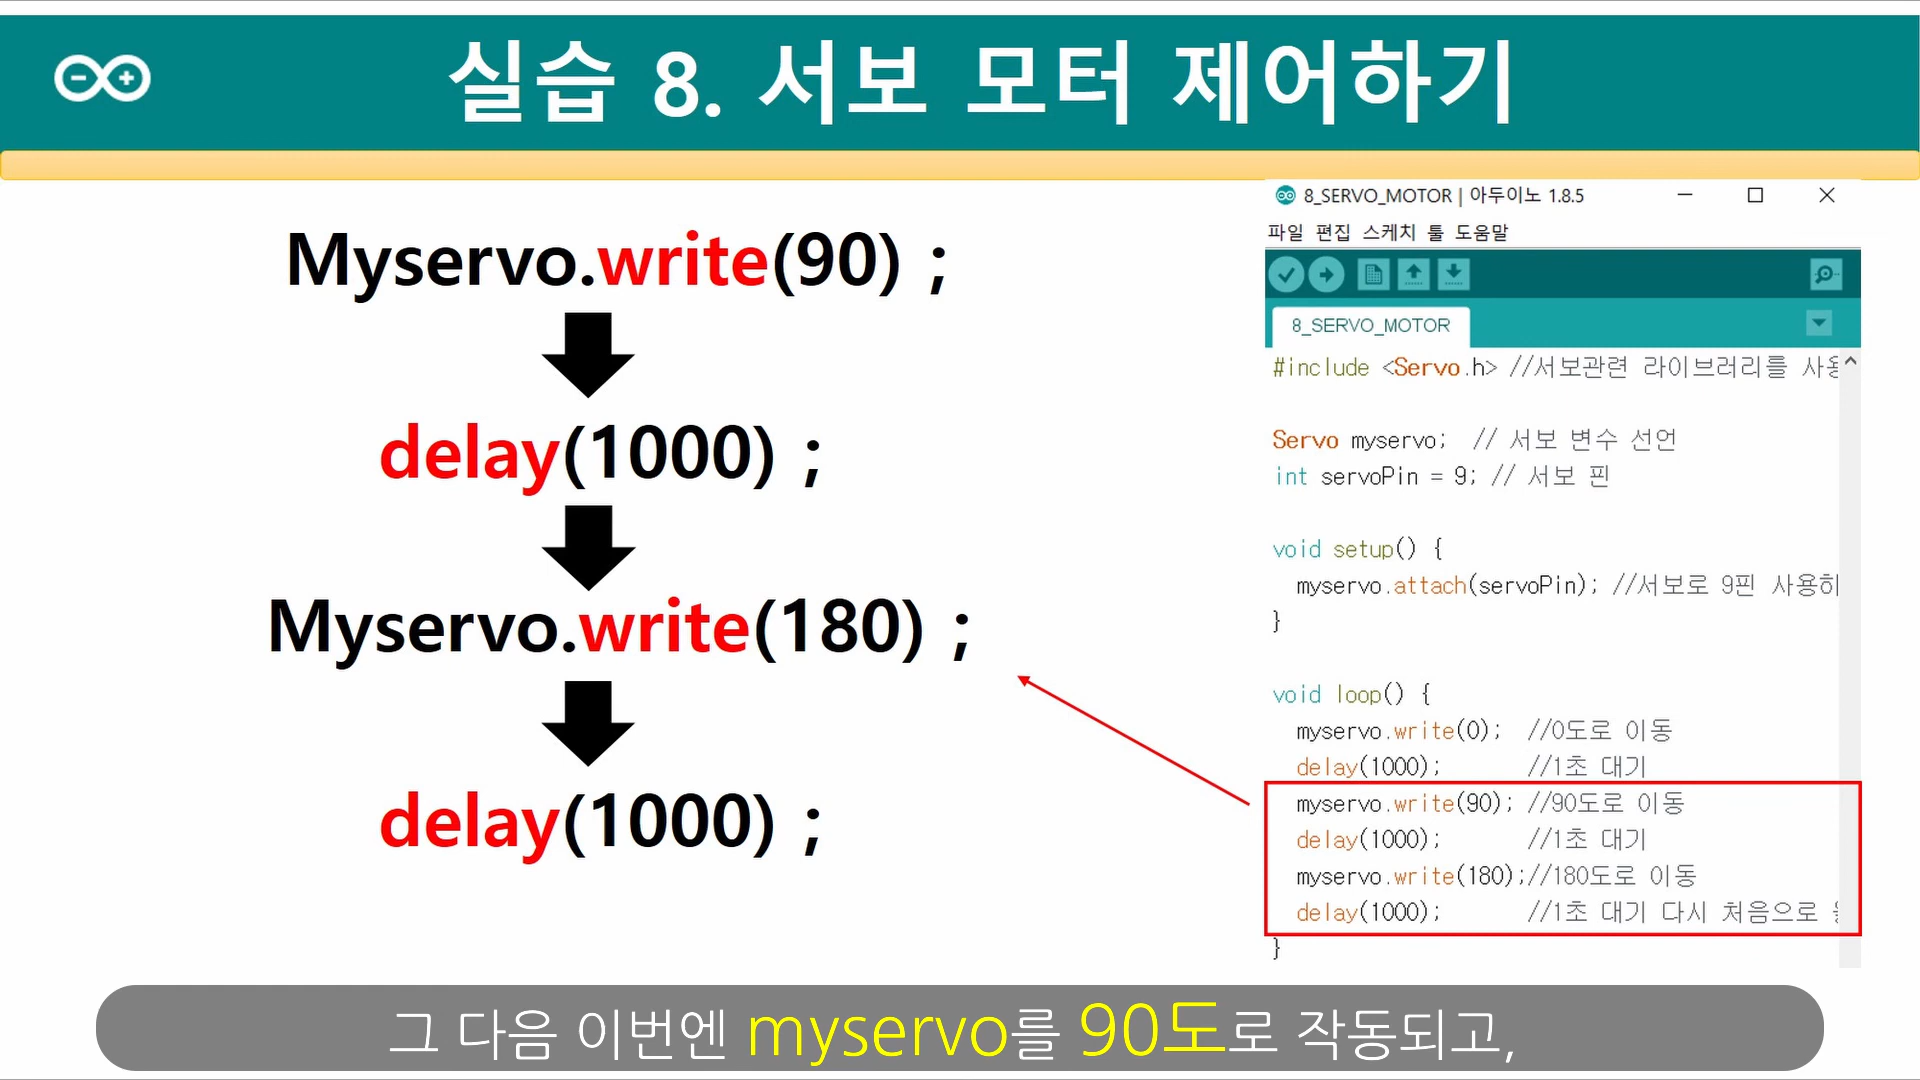 실습 8. 서보 모터 제어하기
Myservo.write(90) ;
delay(1000) ;
Myservo.write(180) ;
delay(1000) ;
8_SERVO_MOTOR | 아두이노 1.8.5
파일 편집 스케치 툴 도움말
8_SERVO_MOTOR
#include <Servo.h> //서보관련 라이브러리를
Servo myservo; // 서보 변수 선언
int servoPin = 9; // 서보 핀
void setup() {
myservo.attach(servoPin); //서보로 9핀
}
void loop() {
myservo.write(0); //0도로 이동
delay(1000); //1초 대기
myservo.write(90); //90도로 이동
delay(1000); //1초 대기
myservo.write(180);//180도로 이동
delay(1000); //1초 대기 다시 처음으로
}
그 다음 이번엔 myservo를 90도로 작동되고,